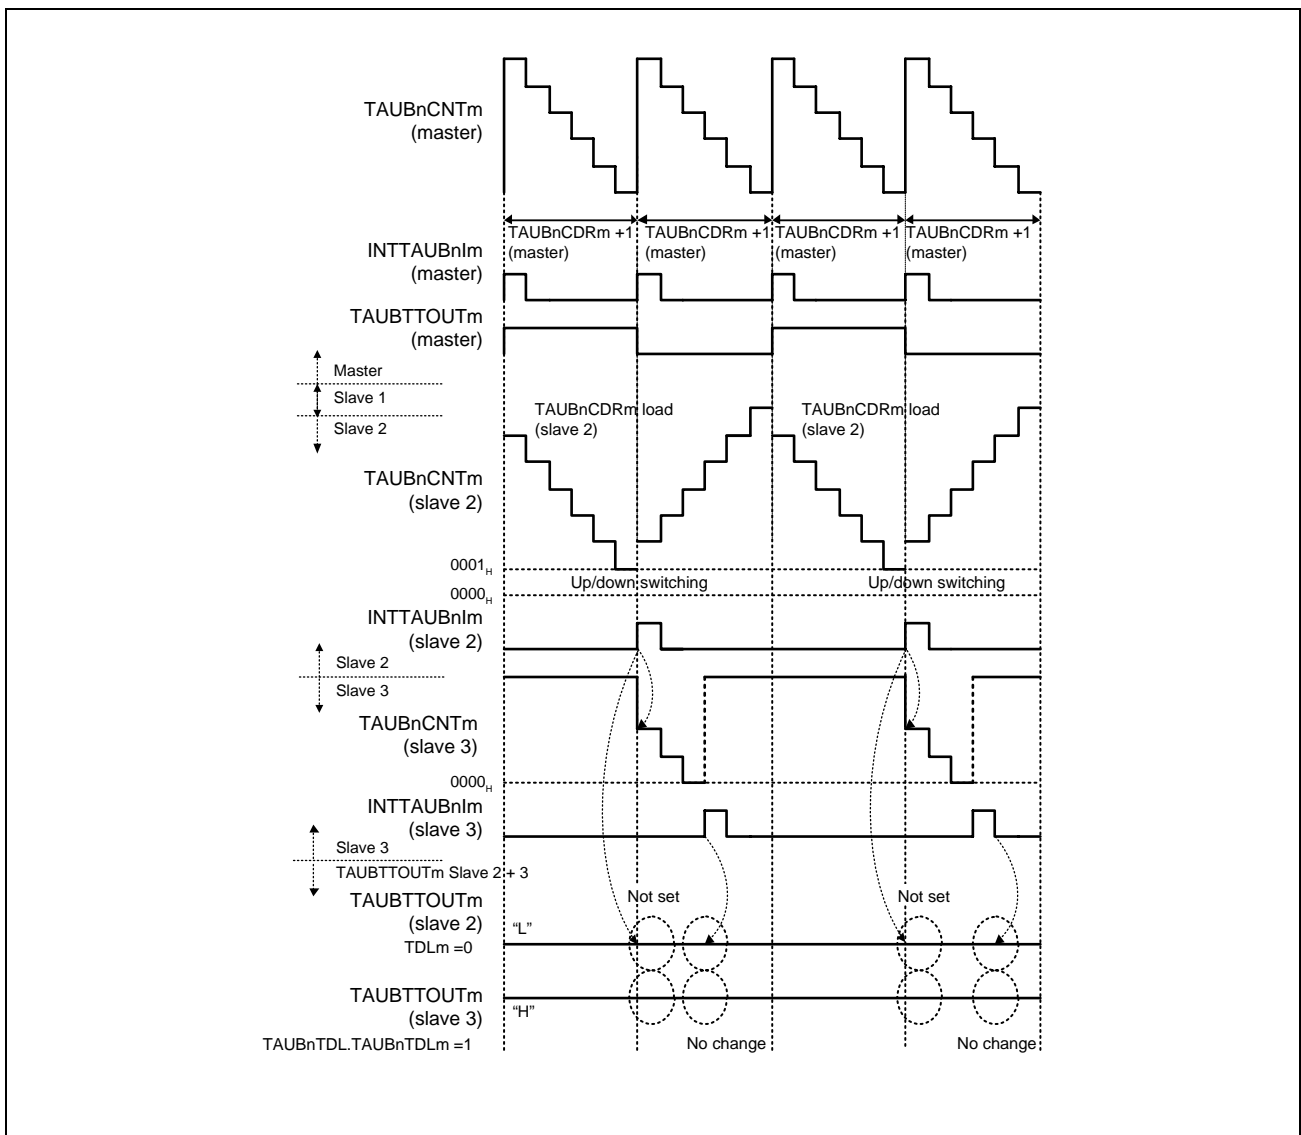 TAUBnCNTm
(master)
TAUBnCDRm +1 TAUBnCDRm +1 TAUBnCDRm +1 TAUBnCDRm +1
(master) (master) (master) (master)
INTTAUBnIm
(master)
TAUBTTOUTm
(master)
Master
Slave 1
Slave 2
TAUBnCDRm load TAUBnCDRm load
(slave 2) (slave 2)
TAUBnCNTm
(slave 2)
0001H
Up/down switching Up/down switching
0000H
INTTAUBnIm
(slave 2)
Slave 2
Slave 3
TAUBnCNTm
(slave 3)
0000H
INTTAUBnIm
(slave 3)
Slave 3
TAUBTTOUTm Slave 2 + 3
TAUBTTOUTm
(slave 2)
Not set Not set
“L”
TDLm =0
TAUBTTOUTm
(slave 3)
“H”
TAUBnTDL.TAUBnTDLm =1
No change No change